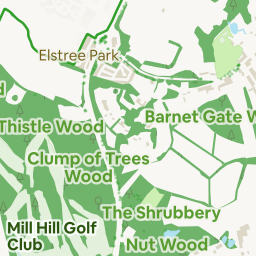 Elstree Park
Thistle Wood
Barnet Gate W
Clump of Trees
Wood
The Shrubbery
Mill Hill Golf
Club
Nut Wood